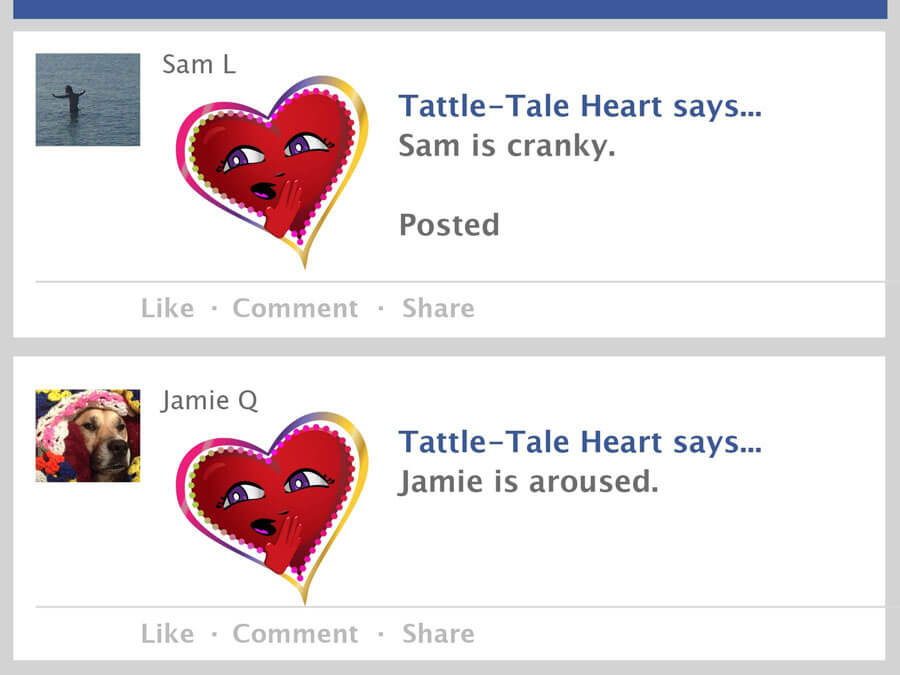 Sam L
Tattle-Tale Heart says...
Sam is cranky.
Posted
Like · Comment · Share
Jamie Q
Tattle-Tale Heart says...
Jamie is aroused.
Like · Comment · Share